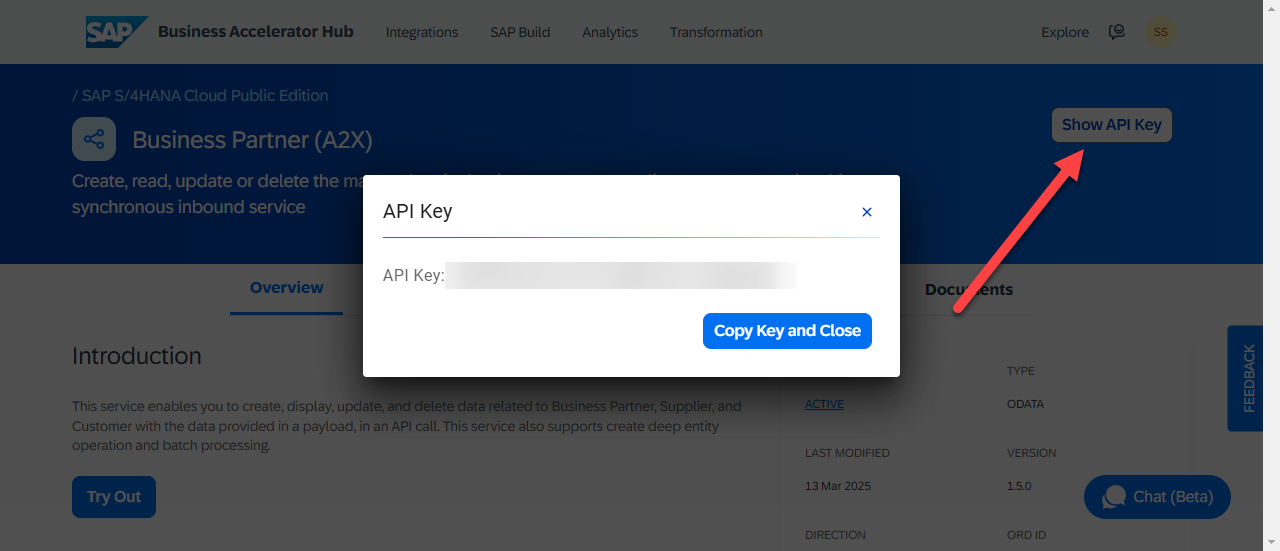 SAP Business Accelerator Hub Integrations SAP Build Analytics Transformation Explore SS
/ SAP S/4HANA Cloud Public Edition
Show API Key
Business Partner (A2X)
Create, read, update or delete the
synchronous inbound service
API Key
API Key:
Copy Key and Close
Overview
Documents
Introduction
This service enables you to create, display, update, and delete data related to Business Partner, Supplier, and
Customer with the data provided in a payload, in an API call. This service also supports create deep entity
operation and batch processing.
Try Out
TYPE
ACTIVE
ODATA
LAST MODIFIED
VERSION
13 Mar 2025
1.5.0
DIRECTION
ORD ID
FEEDBACK
Chat (Beta)